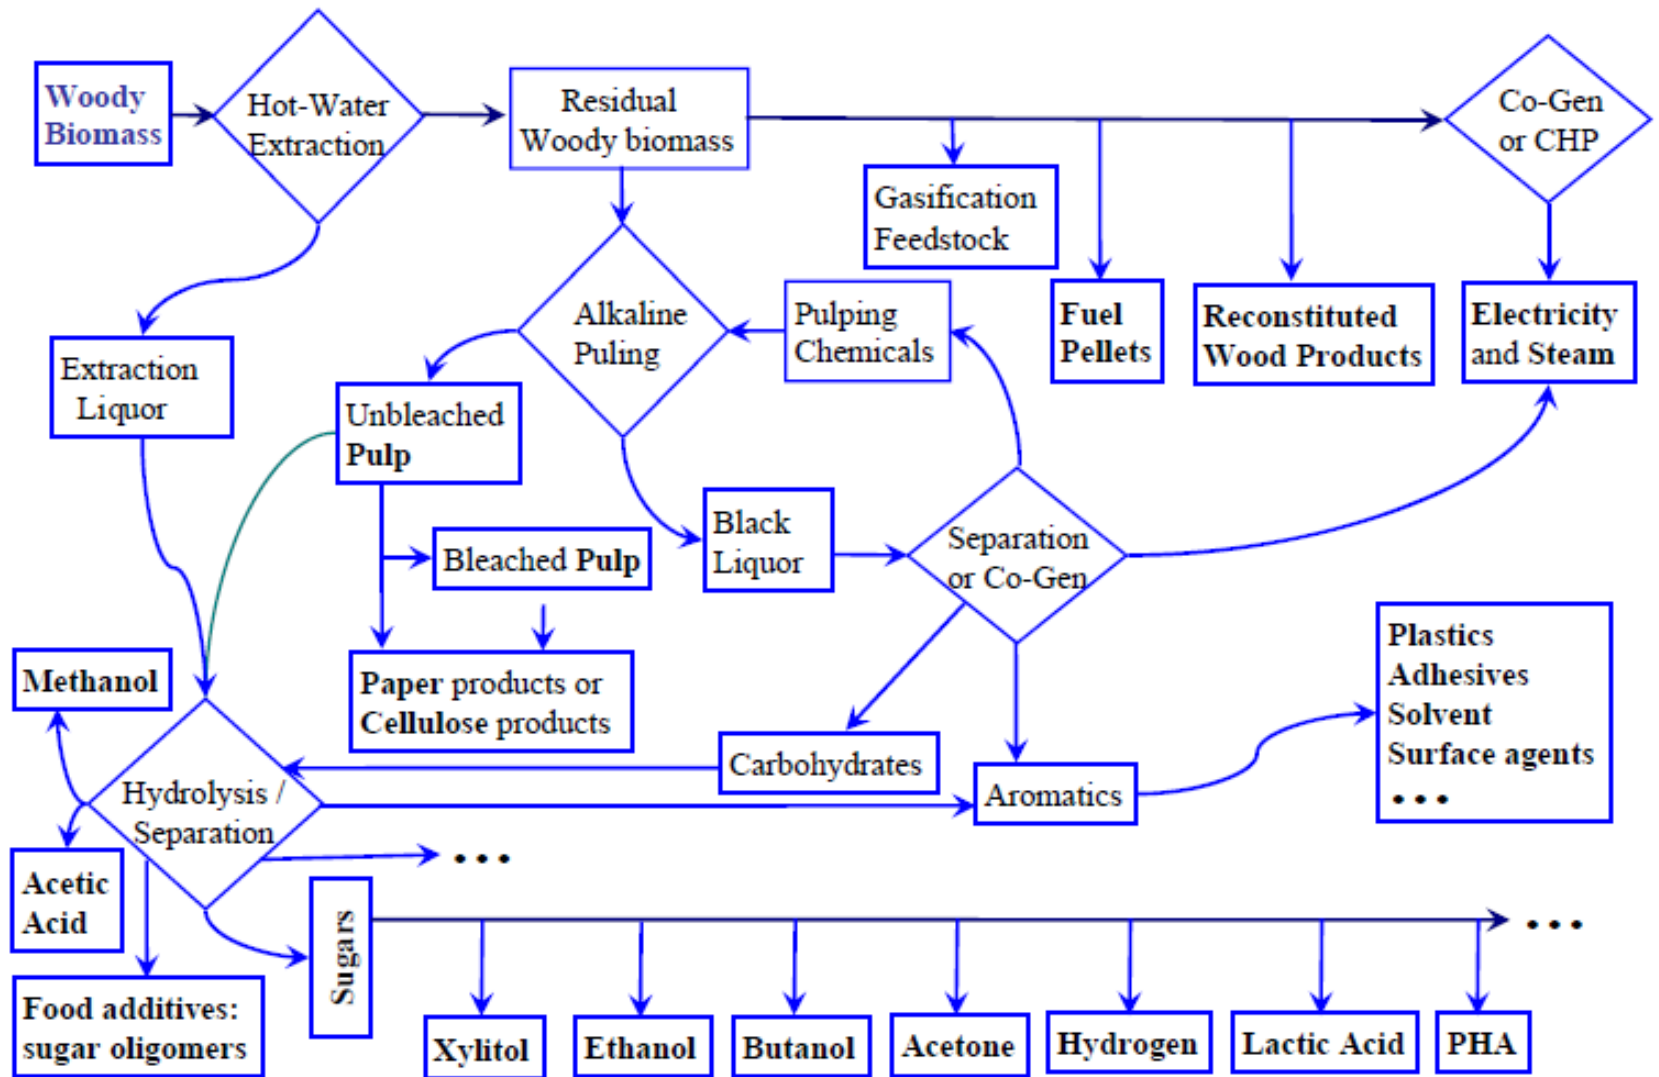 Woody
Biomass
Hot-Water
Extraction
Residual
Woody biomass
Co-Gen
or CHP
Gasification
Feedstock
Fuel
Pellets
Reconstituted
Wood Products
Electricity
and Steam
Alkaline
Puling
Pulping
Chemicals
Extraction
Liquor
Unbleached
Pulp
Bleached Pulp
Black
Liquor
Separation
or Co-Gen
Paper products or
Cellulose products
Methanol
Hydrolysis /
Separation
Carbohydrates
Aromatics
Plastics
Adhesives
Solvent
Surface agents
...
Acetic
Acid
...
Food additives:
sugar oligomers
Sugars
...
Xylitol
Ethanol
Butanol
Acetone
Hydrogen
Lactic Acid
PHA